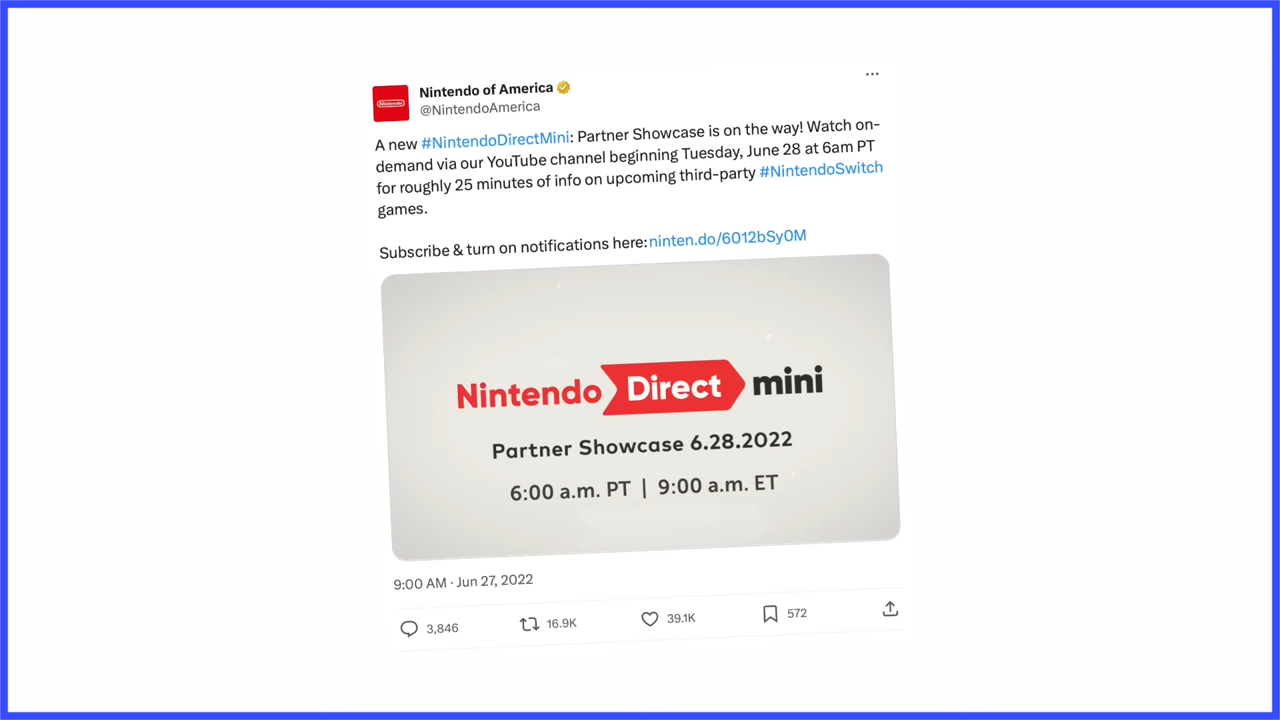 Nintendo of America
@NintendoAmerica
Nintendo
A new #NintendoDirectMini: Partner Showcase is on the way! Watch on-
demand via our YouTube channel beginning Tuesday, June 28 at 6am PT
for roughly 25 minutes of info on upcoming third-party #NintendoSwitch
games.
Subscribe & turn on notifications here: ninten.do/6012bSy0M
Nintendo Direct mini
Partner Showcase 6.28.2022
6:00 a.m. PT | 9:00 a.m. ET
9:00 AM · Jun 27, 2022
3,846 16.9K 39.1K 572